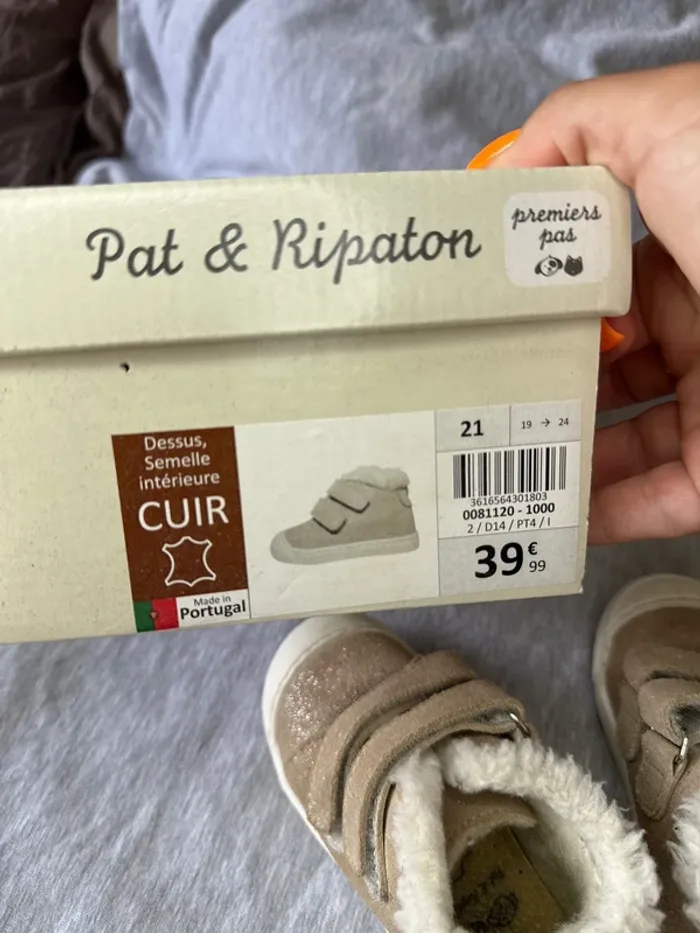 Pat & Ripaton
premiers
pas
Dessus,
Semelle
intérieure
CUIR
Made in
Portugal
21
19 → 24
3616564301803
0081120 - 1000
2 / D14 / PT4 / I
39€99